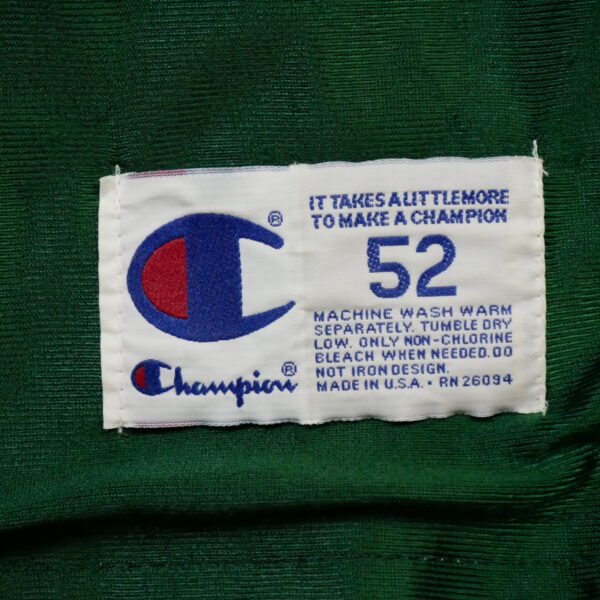 ®
IT TAKES A LITTLE MORE
TO MAKE A CHAMPION
52
MACHINE WASH WARM
SEPARATELY. TUMBLE DRY
LOW. ONLY NON-CHLORINE
BLEACH WHEN NEEDED. DO
NOT IRON DESIGN.
MADE IN U.S.A. • RN 26094
Champion®